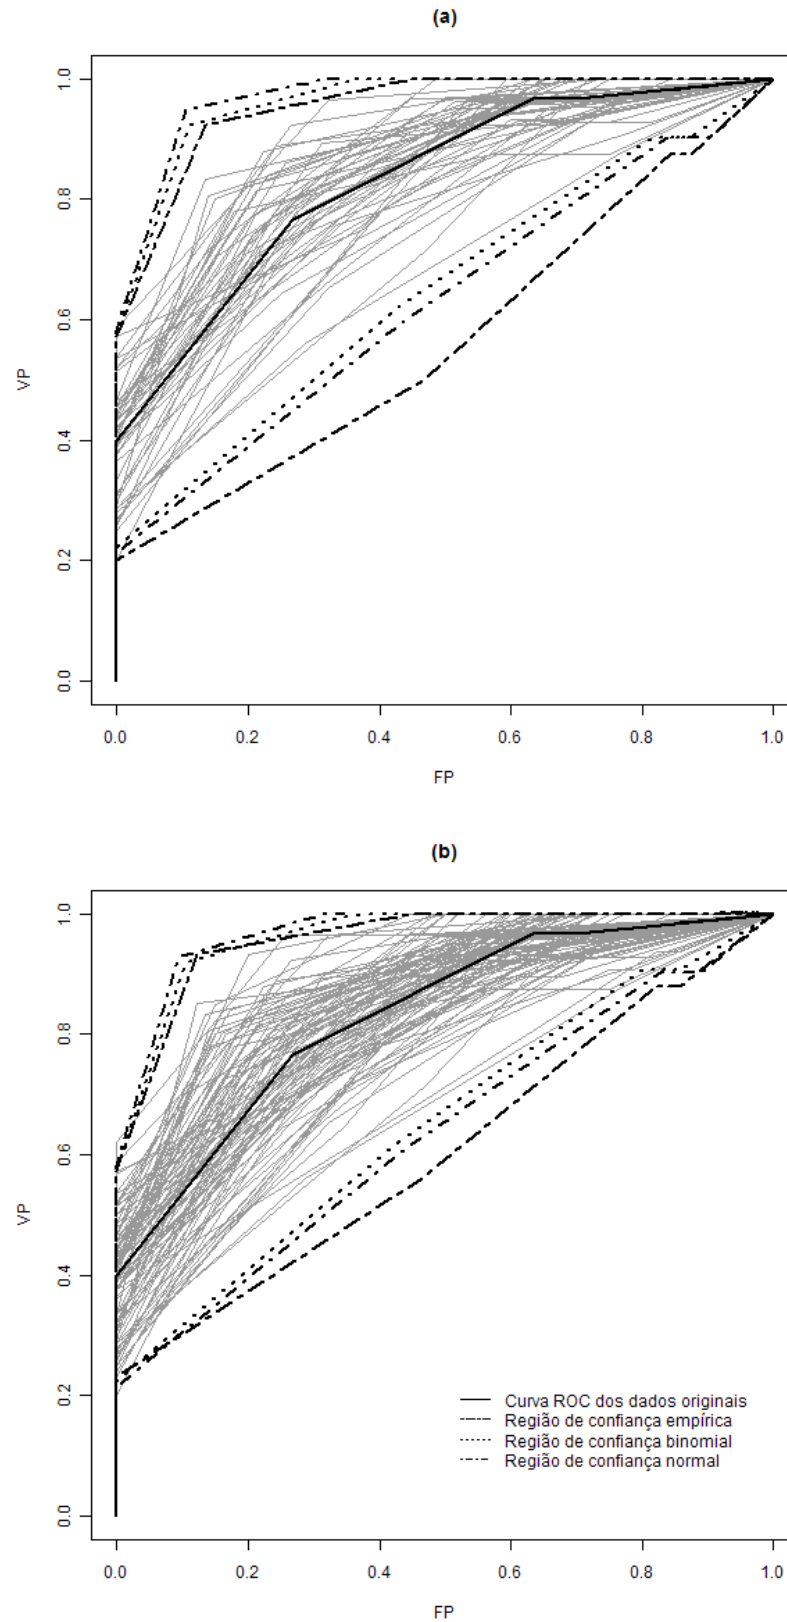 (a)
1.0
0.8
0.6
VP
0.4
0.2
0.0
0.0 0.2 0.4 0.6 0.8 1.0
FP
(b)
1.0
0.8
0.6
VP
0.4
0.2
0.0
Curva ROC dos dados originais
Região de confiança empírica
Região de confiança binomial
Região de confiança normal
0.0 0.2 0.4 0.6 0.8 1.0
FP